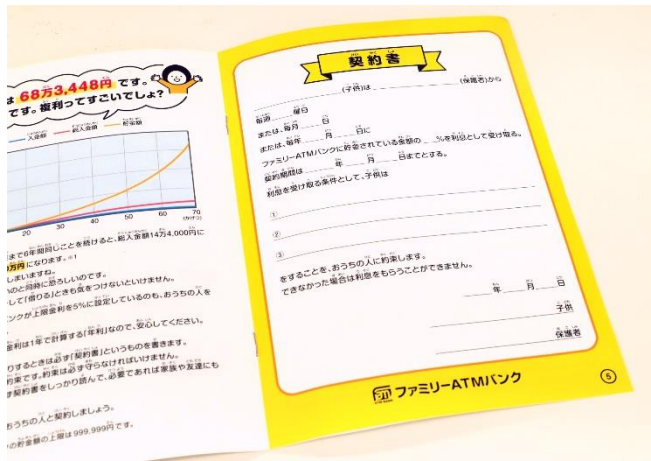 は 68万3,448円 です。
です。複利ってすごいでしょ?
入金額 総入金額 貯金額
20 30 40 50 60 70
(かげつ)
まで6年間同じことを続けると、総入金額14万4,000円に
万円になります。※1
しまいますね。
いのと同時に恐ろしいのです。
して「借りる」ときも気をつけないといけません。
ンクが上限金利を5%に設定しているのも、おうちの人を
金利は1年で計算する「年利」なので、安心してください。
りするときは必ず「契約書」というものを書きます。
約束です。約束は必ず守らなければいけません。
ず契約書をしっかり読んで、必要であれば家族や友達にも
おうちの人と契約しましょう。
の貯金額の上限は999,999円です。
契約書
(子供)は (保護者)から
毎週 曜日
または、毎月 日
または、毎年 月 日に
ファミリーATMバンクに貯金されている金額の %を利息として受け取る。
契約期間は 年 月 日までとする。
利息を受け取る条件として、子供は
①
②
③
をすることを、おうちの人に約束します。
できなかった場合は利息をもらうことができません。
年 月 日
子供
保護者
ファミリーATMバンク
5